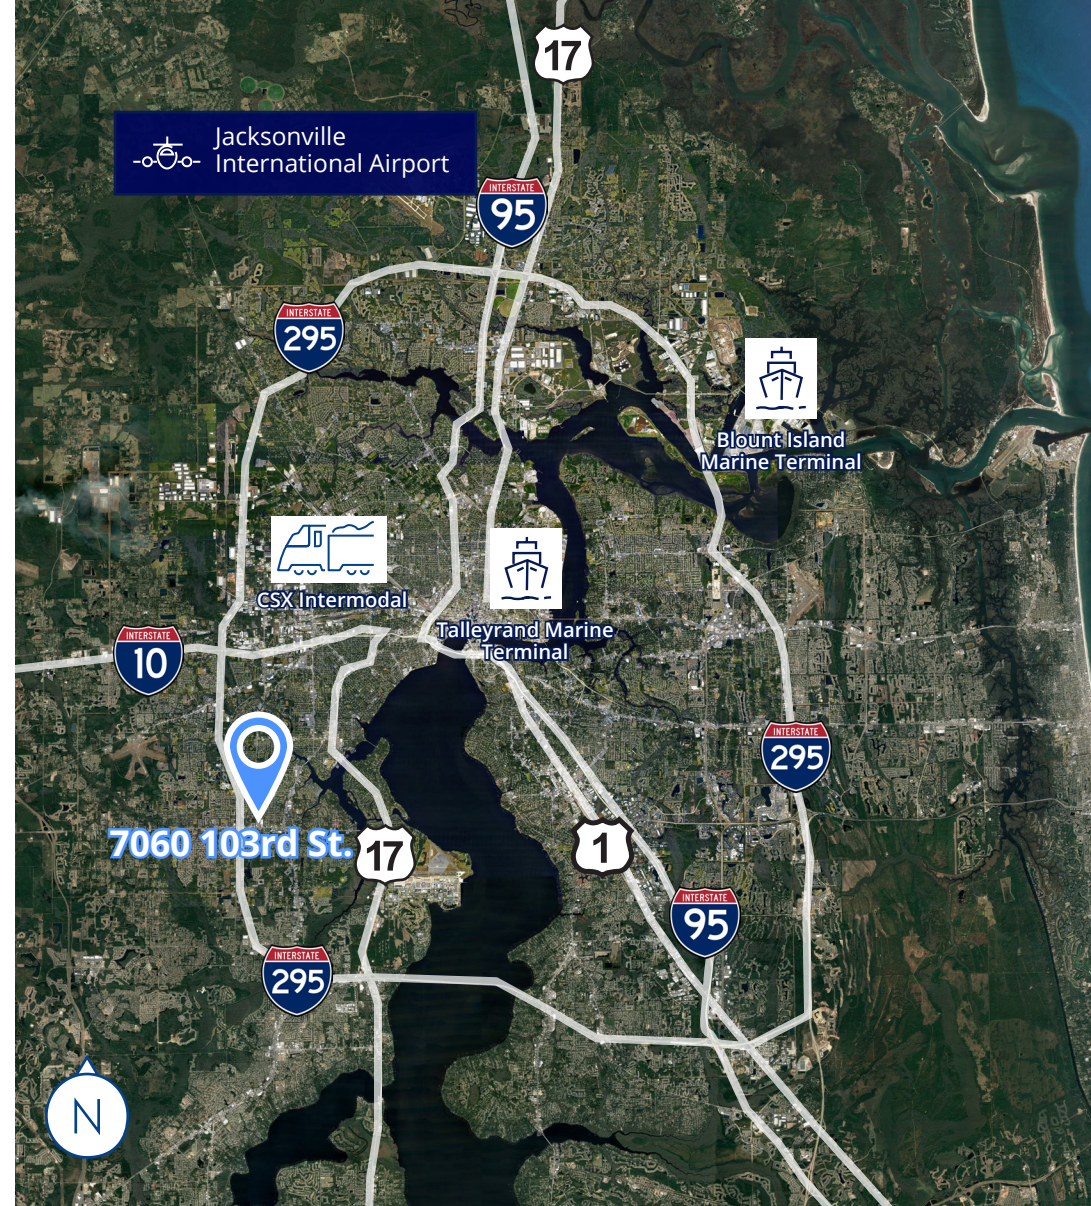 17
Jacksonville
International Airport
INTERSTATE
95
INTERSTATE
295
Blount Island
Marine Terminal
CSX Intermodal
Talleyrand Marine
Terminal
INTERSTATE
10
INTERSTATE
295
7060 103rd St.
17
1
INTERSTATE
95
INTERSTATE
295
N